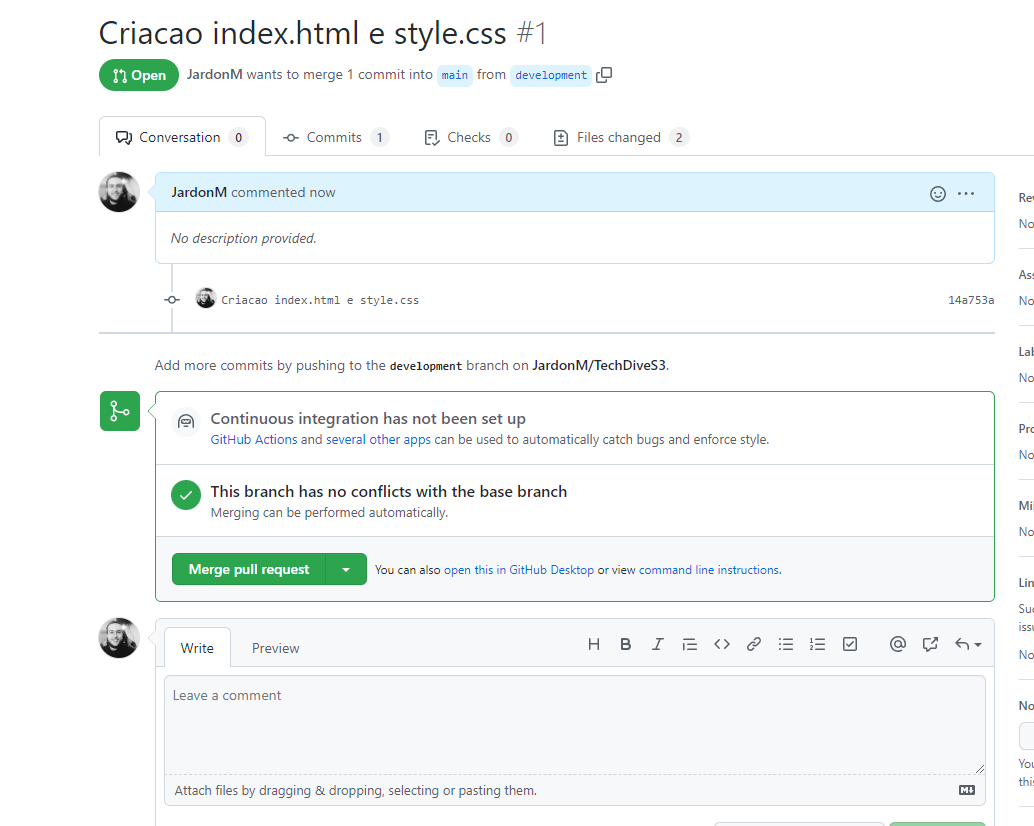 Criacao index.html e style.css #1
Open JardonM wants to merge 1 commit into main from development
Conversation 0 Commits 1 Checks 0 Files changed 2
JardonM commented now
No description provided.
Criacao index.html e style.css 14a753a
Add more commits by pushing to the development branch on JardonM/TechDiveS3.
Continuous integration has not been set up
GitHub Actions and several other apps can be used to automatically catch bugs and enforce style.
This branch has no conflicts with the base branch
Merging can be performed automatically.
Merge pull request You can also open this in GitHub Desktop or view command line instructions.
Write Preview
Leave a comment
Attach files by dragging & dropping, selecting or pasting them.
Rev
No
Ass
No
Lab
No
Pro
No
Mil
No
Lin
Suc
issu
No
No
You
this